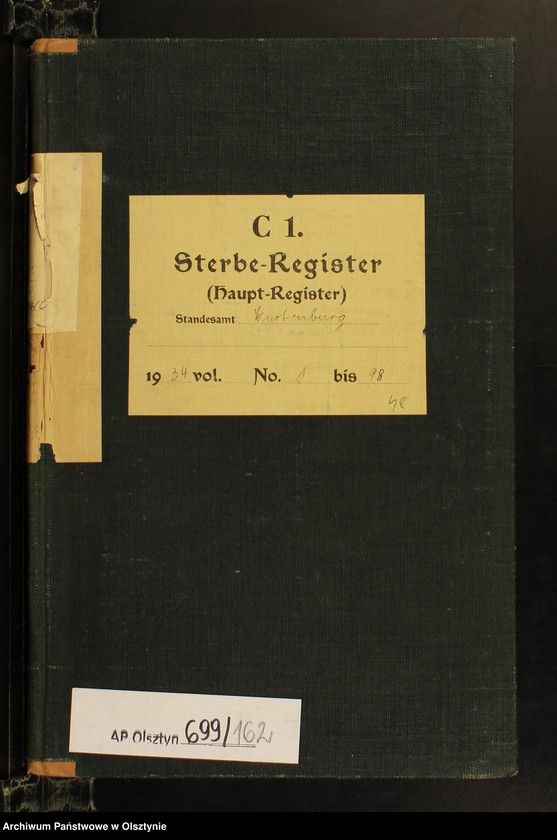 C 1.
Sterbe-Register
(Haupt-Register)
Standesamt Wartenburg
19 34 vol. No. 1 bis 98
AP Olsztyn 699/162
Archiwum Państwowe w Olsztynie